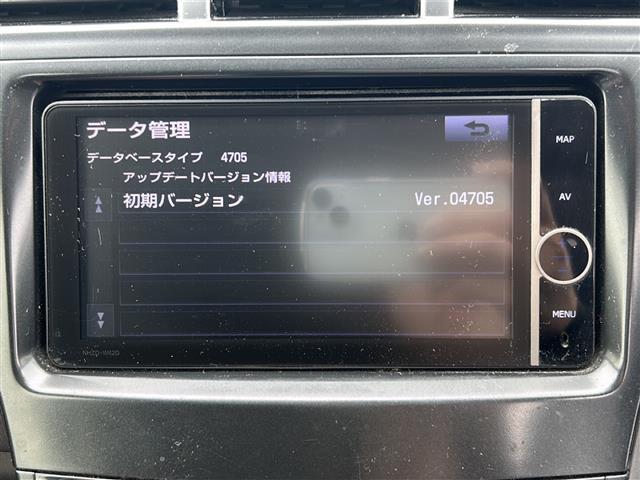 データ管理
データベースタイプ 4705
アップデートバージョン情報
初期バージョン Ver.04705
MAP
AV
MENU
NHZD-W62G